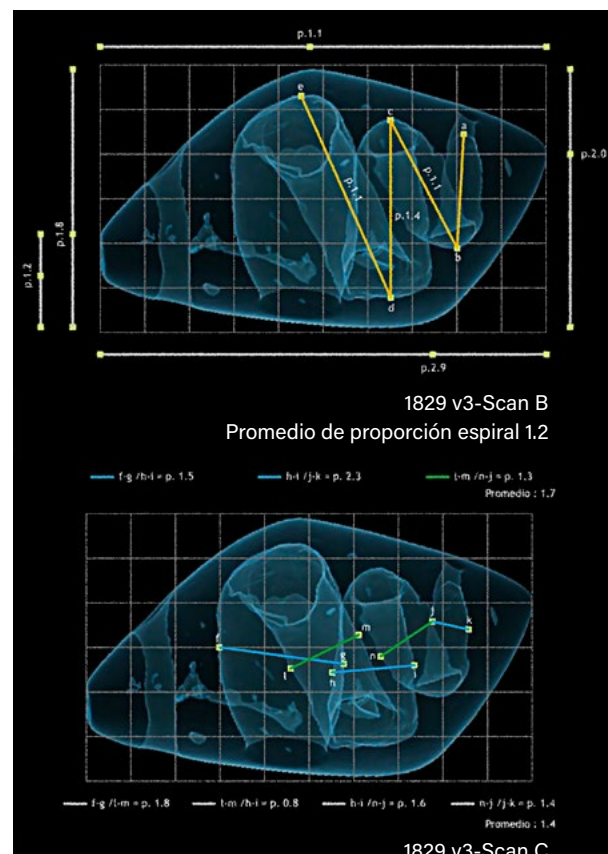 p.1.1
e
c
a
p.1.8
p.2.0
p.1.1
p.1.1
p.1.4
p.1.2
b
d
p.2.9
1829 v3-Scan B
Promedio de proporción espiral 1.2
f-g /h-i = p. 1.5 h-i /j-k = p. 2.3 l-m /n-j = p. 1.3
Promedio : 1.7
f
j
k
m
g
n
l
h
i
f-g /l-m = p. 1.8 l-m /h-i = p. 0.8 h-i /n-j = p. 1.6 n-j /j-k = p. 1.4
Promedio : 1.4
1829 v3-Scan C